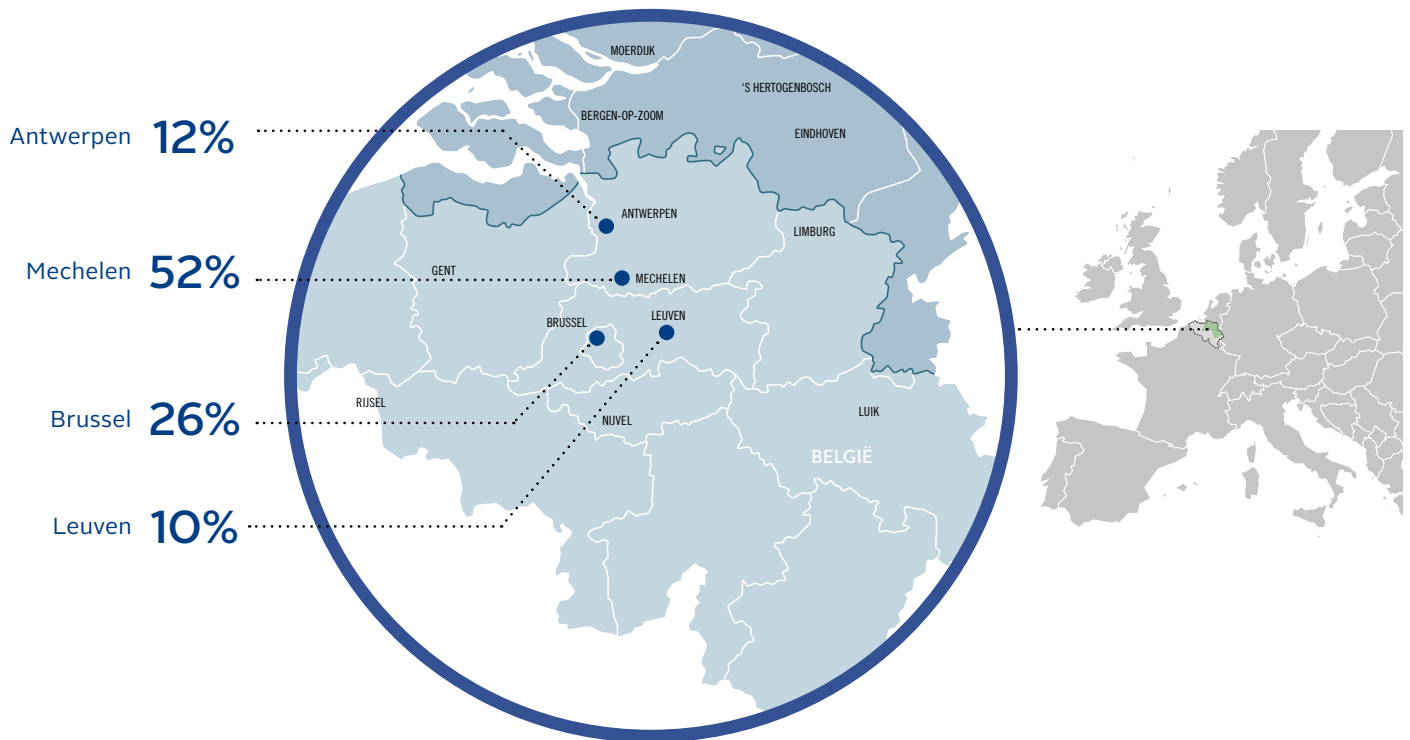 Antwerpen 12%
Mechelen 52%
Brussel 26%
Leuven 10%
MOERDIJK
'S HERTOGENBOSCH
BERGEN-OP-ZOOM
EINDHOVEN
ANTWERPEN
LIMBURG
GENT
MECHELEN
BRUSSEL
LEUVEN
RIJSEL
NIJVEL
LUIK
BELGIË